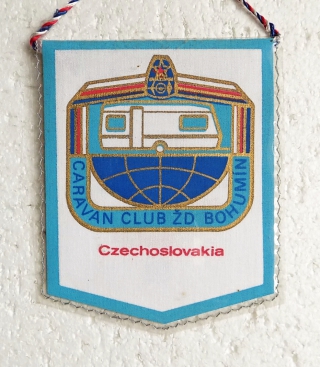 CARAVAN CLUB ŽD BOHUMÍN
Czechoslovakia